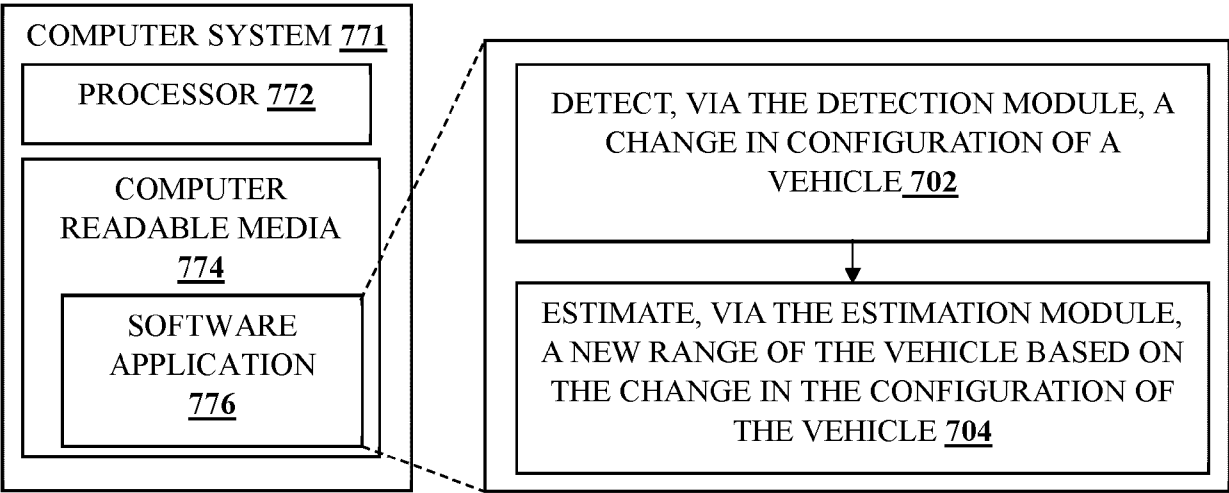 COMPUTER SYSTEM 771
PROCESSOR 772
COMPUTER
READABLE MEDIA
774
SOFTWARE
APPLICATION
776
DETECT, VIA THE DETECTION MODULE, A
CHANGE IN CONFIGURATION OF A
VEHICLE 702
ESTIMATE, VIA THE ESTIMATION MODULE,
A NEW RANGE OF THE VEHICLE BASED ON
THE CHANGE IN THE CONFIGURATION OF
THE VEHICLE 704